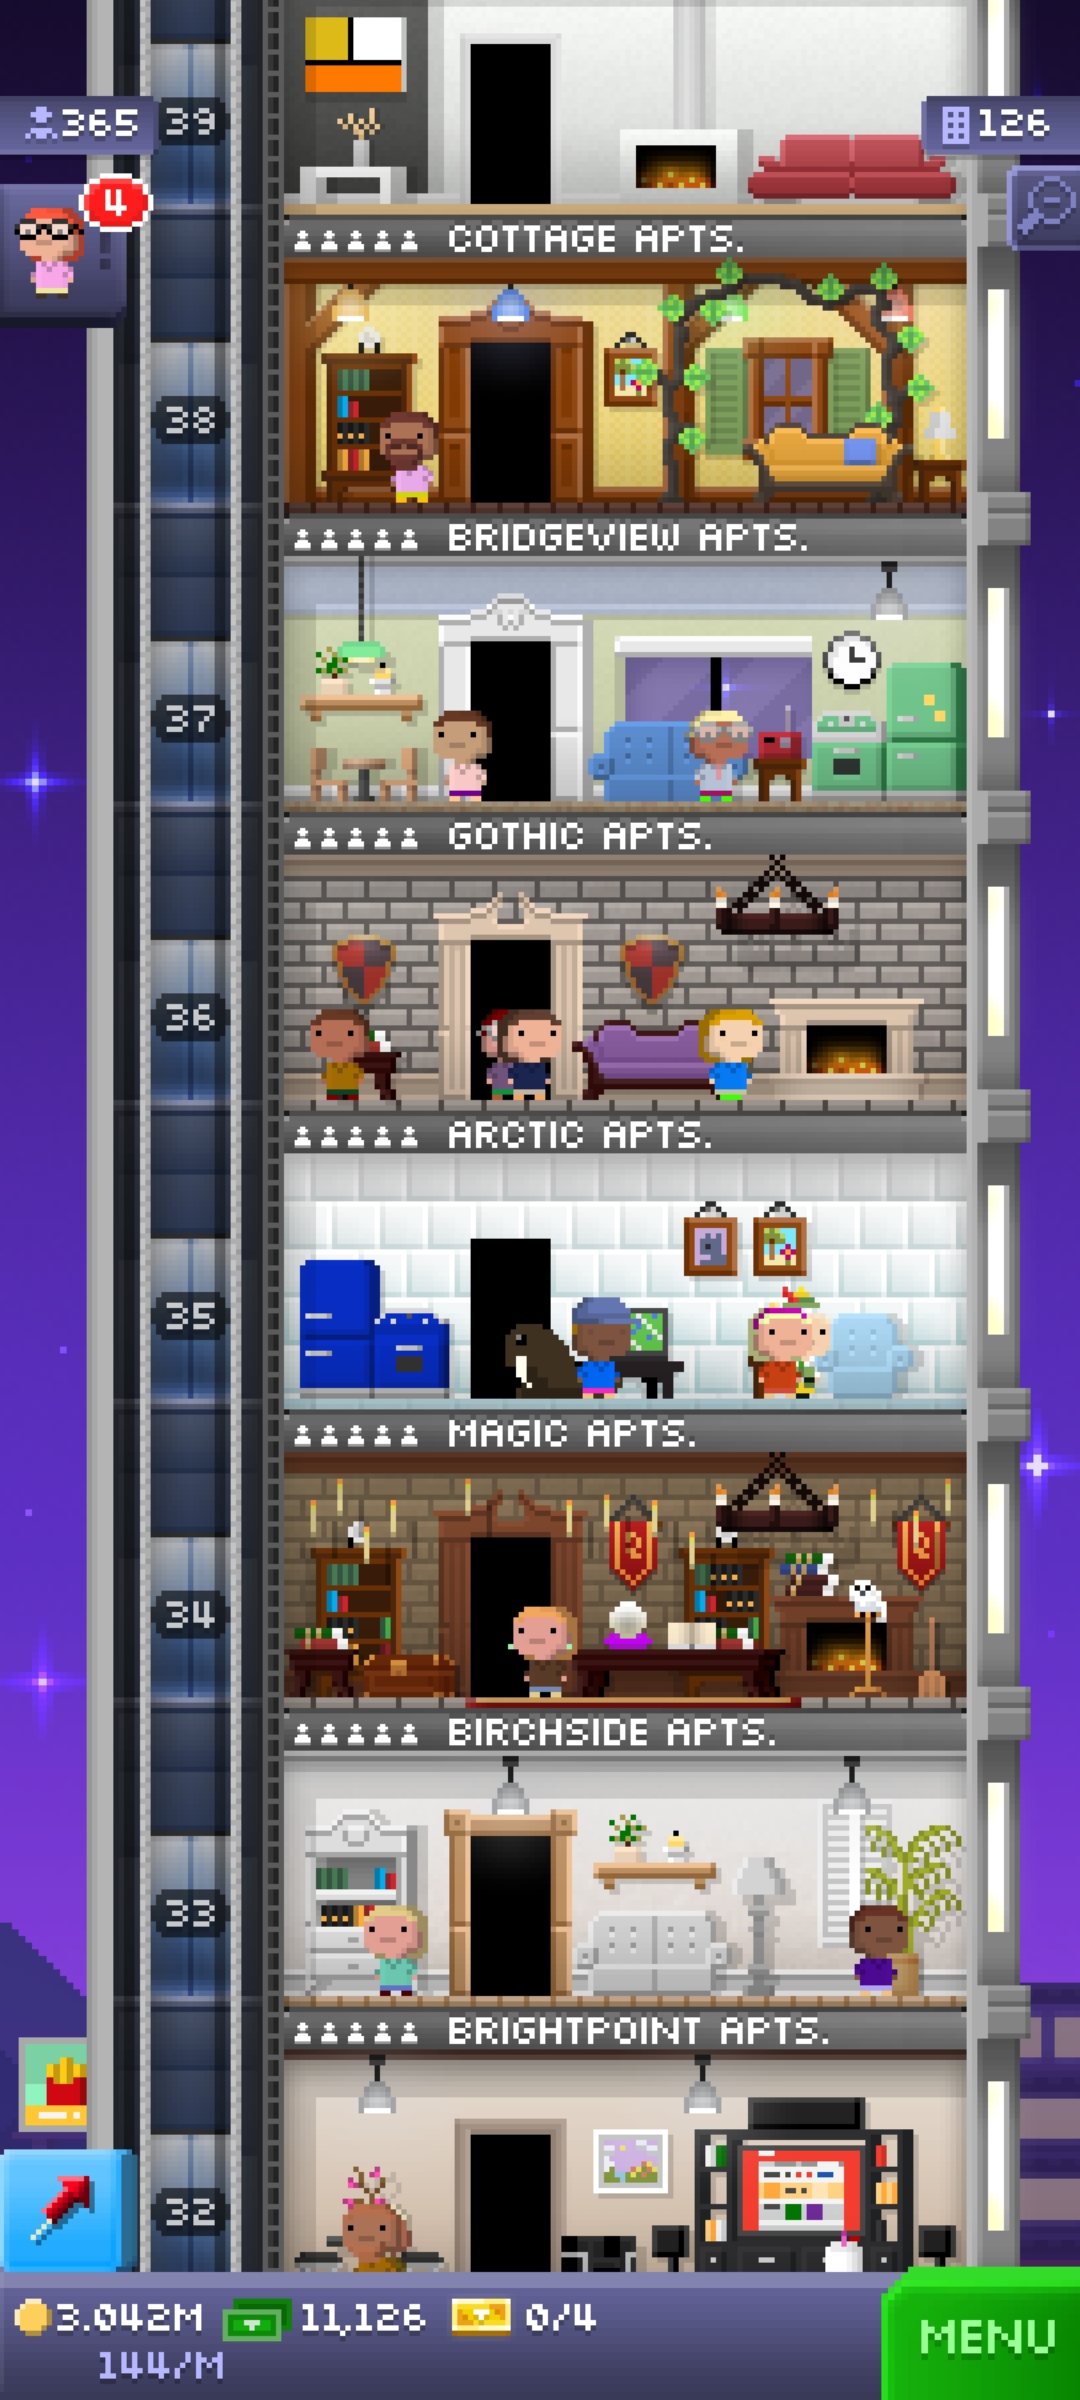 39
365
126
4
COTTAGE APTS.
38
BRIDGEVIEW APTS.
37
GOTHIC APTS.
36
ARCTIC APTS.
35
MAGIC APTS.
34
BIRCHSIDE APTS.
33
BRIGHTPOINT APTS.
32
3.042M 11,126 0/4
144/M
MENU